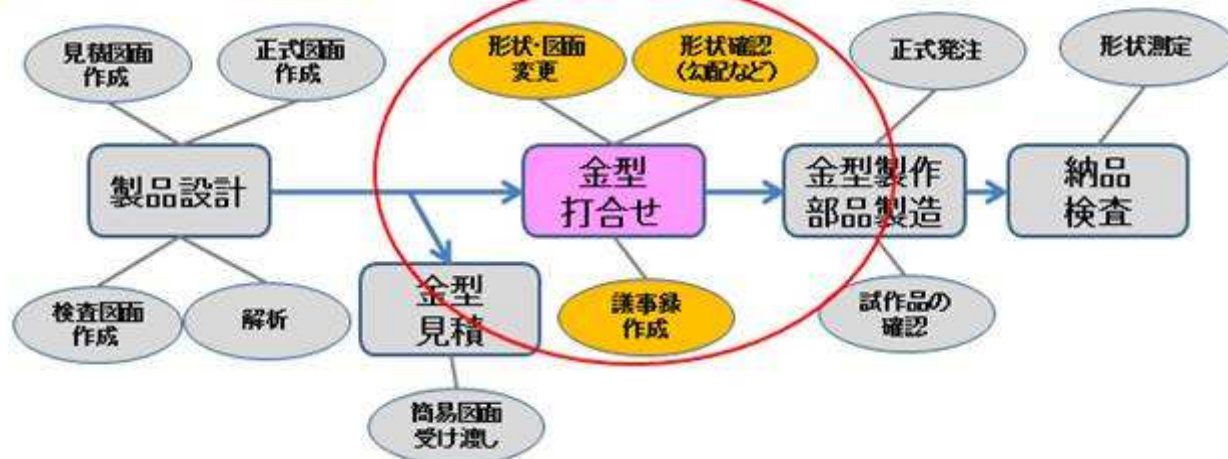 見積図面
作成
正式図面
作成
形状・図面
変更
形状確認
(勾配など)
正式発注
形状測定
製品設計
金型
打合せ
金型製作
部品製造
納品
検査
検査図面
作成
解析
金型
見積
議事録
作成
試作品の
確認
簡易図面
受け渡し